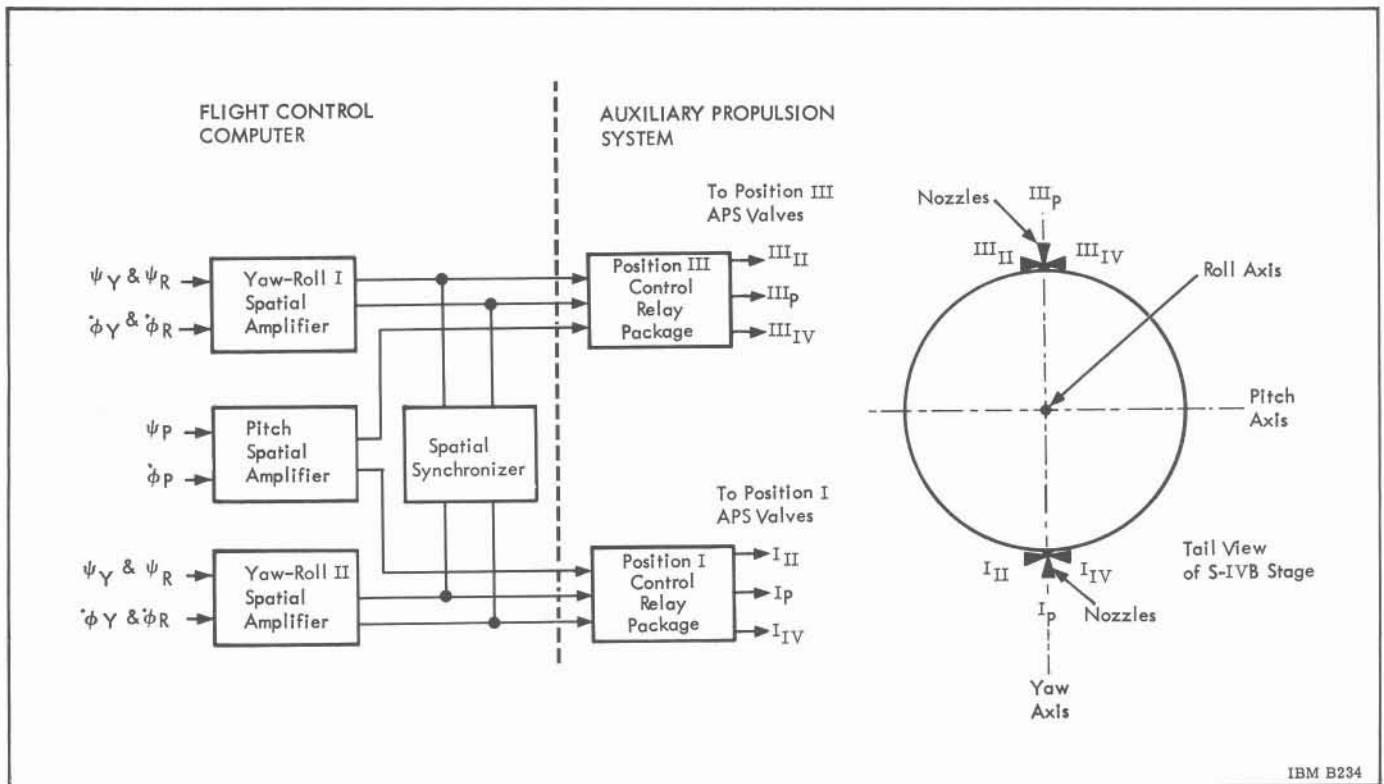 FLIGHT CONTROL
COMPUTER
AUXILIARY PROPULSION
SYSTEM
To Position III
APS Valves
ψY & ψR
φ̇Y & φ̇R
Yaw-Roll I
Spatial
Amplifier
ψP
φ̇P
Pitch
Spatial
Amplifier
ψY & ψR
φ̇Y & φ̇R
Yaw-Roll II
Spatial
Amplifier
Spatial
Synchronizer
Position III
Control
Relay
Package
IIIII
IIIP
IIIIV
To Position I
APS Valves
Position I
Control
Relay
Package
III
IP
IIV
Nozzles
IIIP
IIIII
IIIIV
Roll Axis
Pitch
Axis
III
IIV
IP
Nozzles
Tail View
of S-IVB Stage
Yaw
Axis
IBM B234